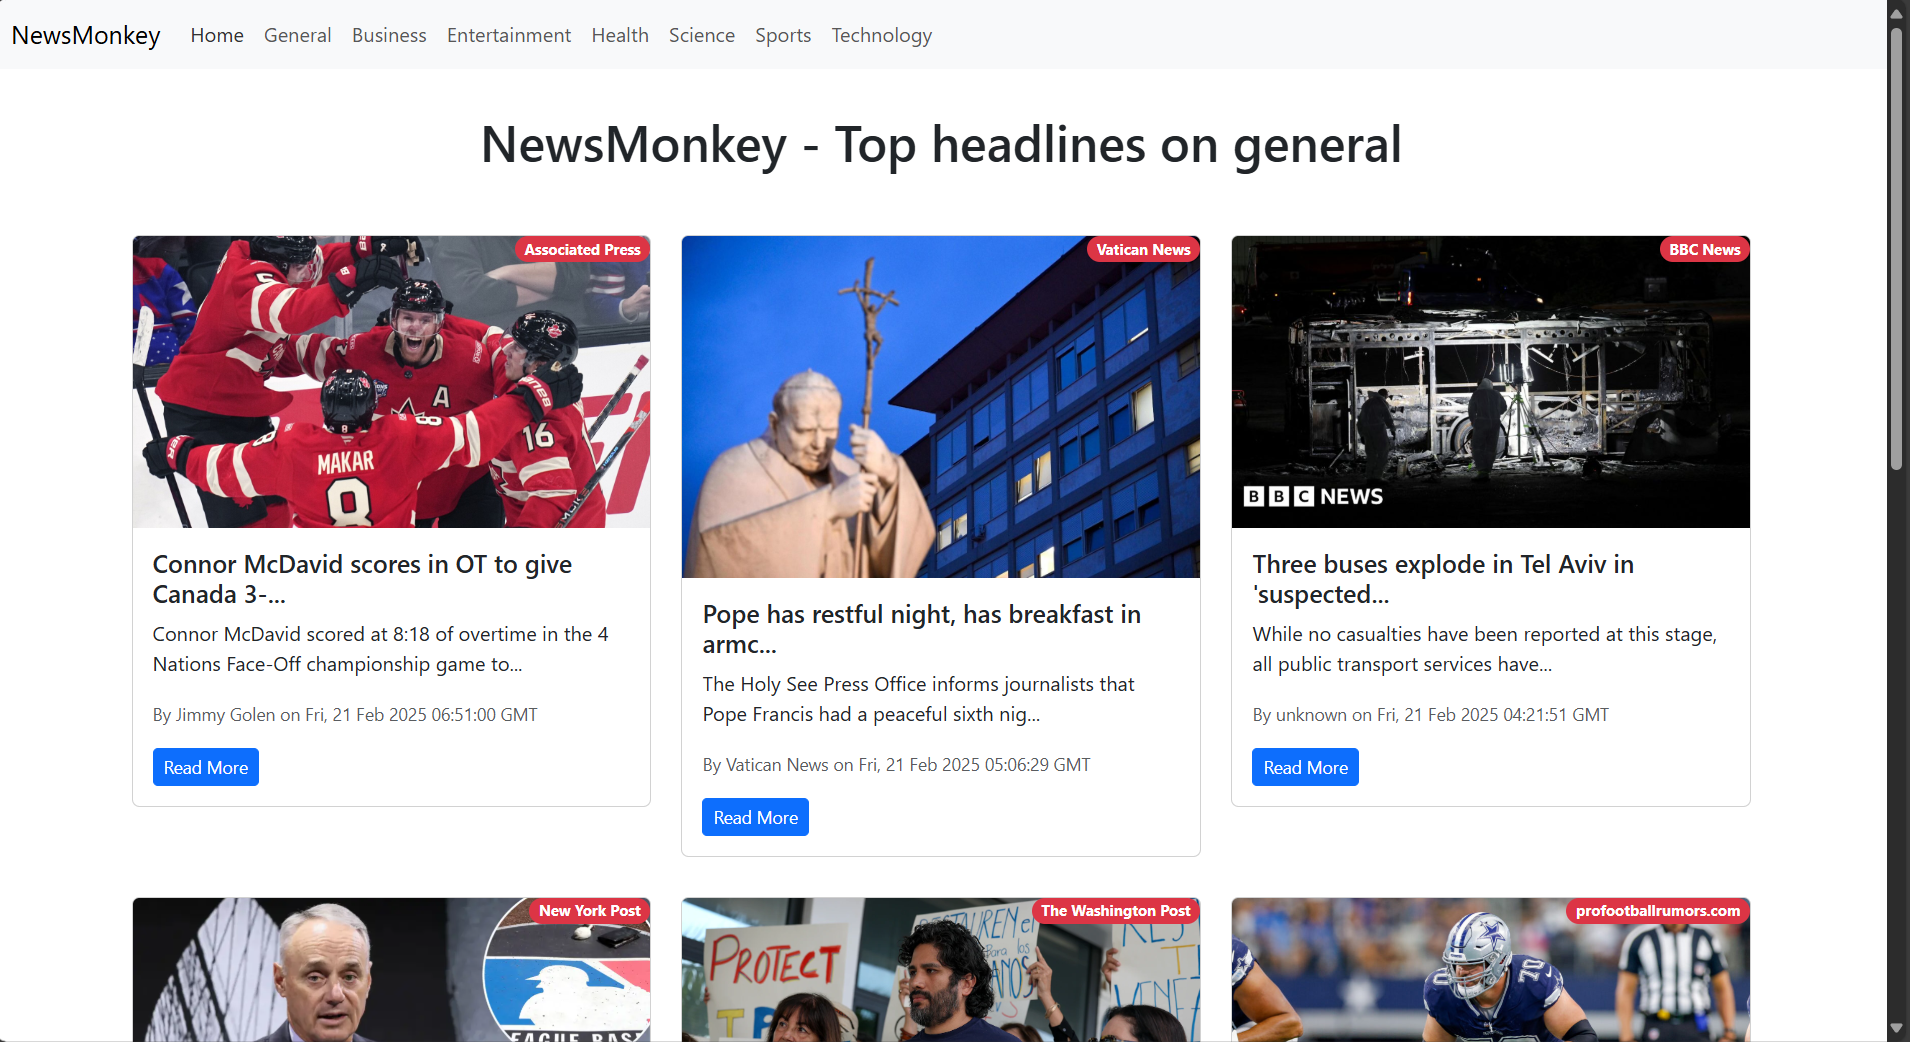 NewsMonkey Home General Business Entertainment Health Science Sports Technology
NewsMonkey - Top headlines on general
Associated Press
A
16
8
8
MAKAR
8
Connor McDavid scores in OT to give
Canada 3-...
Connor McDavid scored at 8:18 of overtime in the 4
Nations Face-Off championship game to...
By Jimmy Golen on Fri, 21 Feb 2025 06:51:00 GMT
Read More
Vatican News
Pope has restful night, has breakfast in
armc...
The Holy See Press Office informs journalists that
Pope Francis had a peaceful sixth nig...
By Vatican News on Fri, 21 Feb 2025 05:06:29 GMT
Read More
BBC News
BBC NEWS
Three buses explode in Tel Aviv in
'suspected...
While no casualties have been reported at this stage,
all public transport services have...
By unknown on Fri, 21 Feb 2025 04:21:51 GMT
Read More
New York Post
The Washington Post
PROTECT
profootballrumors.com
70